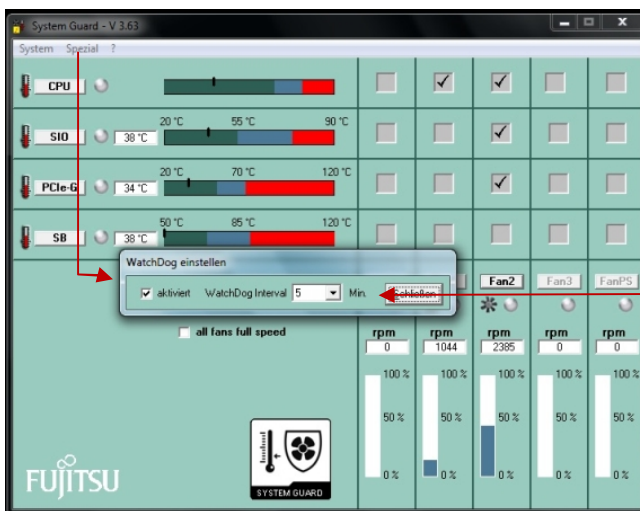 System Guard - V 3.63
System Spezial ?
CPU
20 °C 55 °C 90 °C
SIO 38 °C
20 °C 70 °C 120 °C
PCIe-G 34 °C
50 °C 85 °C 120 °C
SB 38 °C
WatchDog einstellen
aktiviert WatchDog Interval 5 Min. Schließen
Fan2 Fan3 FanPS
all fans full speed
rpm rpm rpm rpm rpm
0 1044 2385 0 0
100 % 100 % 100 % 100 % 100 %
50 % 50 % 50 % 50 % 50 %
0 % 0 % 0 % 0 % 0 %
FUJITSU
SYSTEM GUARD